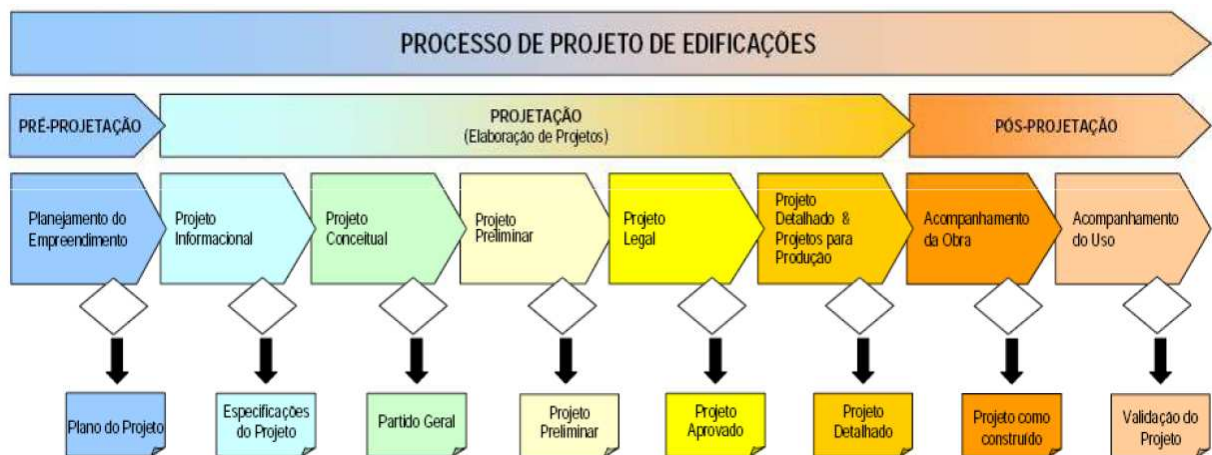 PROCESSO DE PROJETO DE EDIFICAÇÕES
PRÉ-PROJETAÇÃO
PROJETAÇÃO
(Elaboração de Projetos)
PÓS-PROJETAÇÃO
Planejamento do
Empreendimento
Projeto
Informacional
Projeto
Conceitual
Projeto
Preliminar
Projeto
Legal
Projeto
Detalhado &
Projetos para
Produção
Acompanhamento
da Obra
Acompanhamento
do Uso
Plano do Projeto
Especificações
do Projeto
Partido Geral
Projeto
Preliminar
Projeto
Aprovado
Projeto
Detalhado
Projeto como
construído
Validação do
Projeto